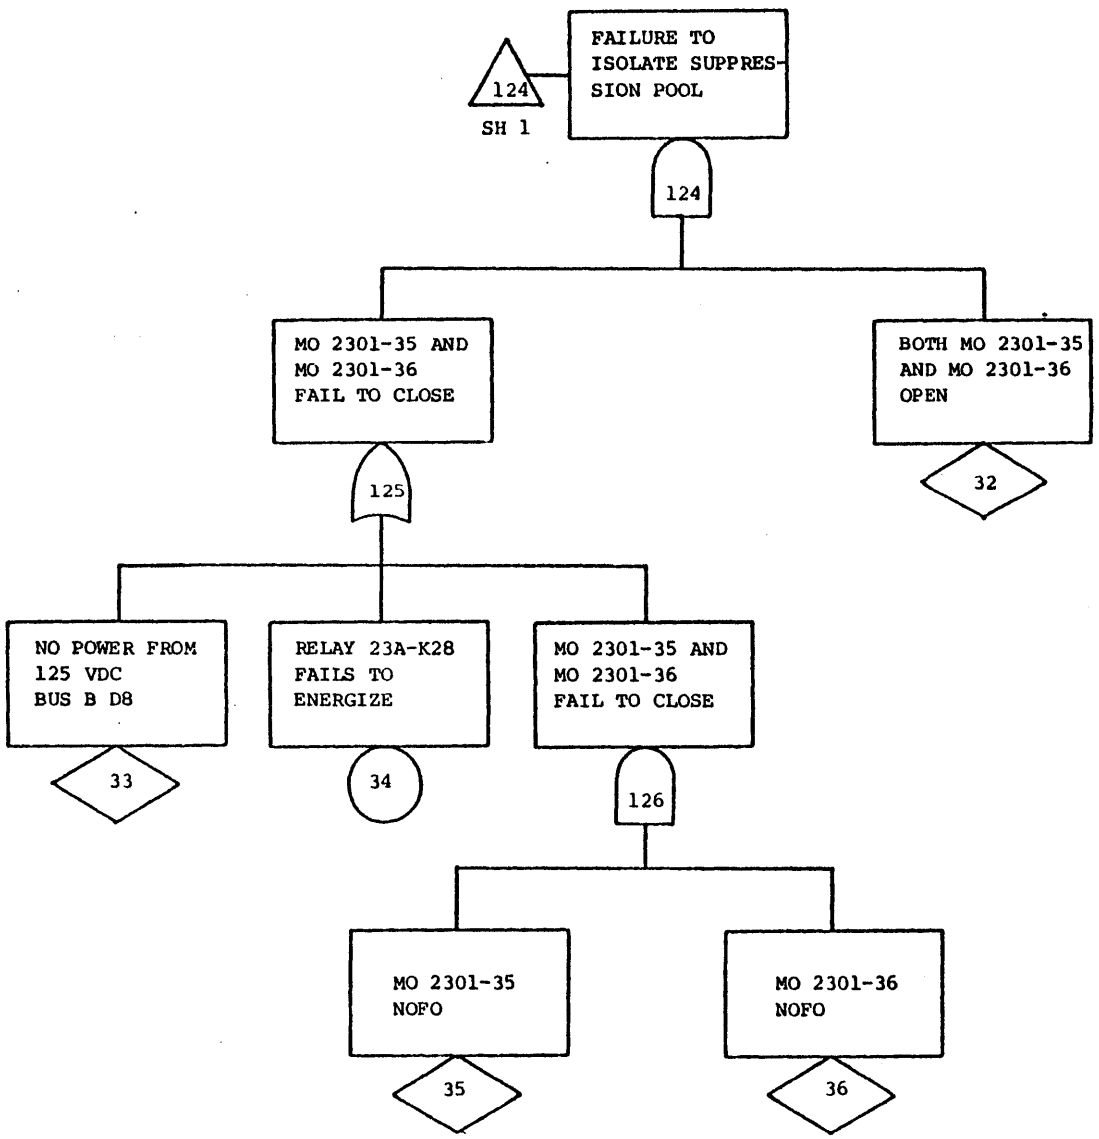 FAILURE TO
ISOLATE SUPPRES-
SION POOL
124
SH 1
124
MO 2301-35 AND
MO 2301-36
FAIL TO CLOSE
BOTH MO 2301-35
AND MO 2301-36
OPEN
125
32
NO POWER FROM
125 VDC
BUS B D8
RELAY 23A-K28
FAILS TO
ENERGIZE
MO 2301-35 AND
MO 2301-36
FAIL TO CLOSE
33
34
126
MO 2301-35
NOFO
MO 2301-36
NOFO
35
36